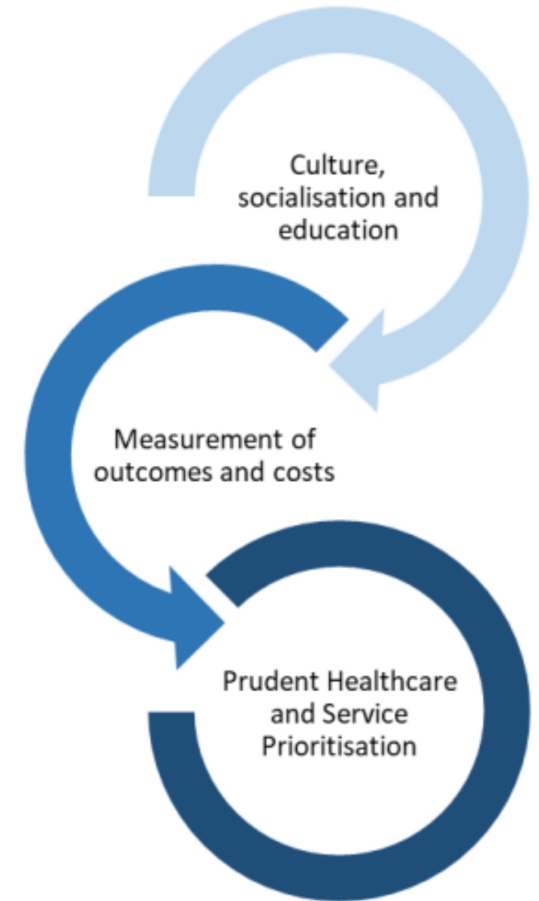 Culture,
socialisation and
education
Measurement of
outcomes and costs
Prudent Healthcare
and Service
Prioritisation